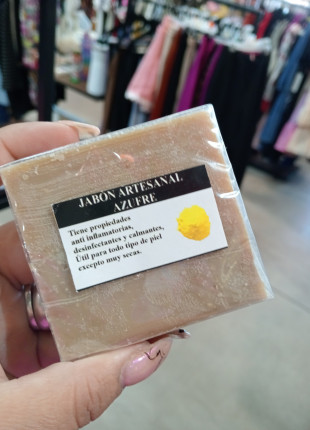 JABÓN ARTESANAL
AZUFRE
Tiene propiedades
anti inflamatorias,
desinfectantes y calmantes,
Útil para todo tipo de piel
excepto muy secas.